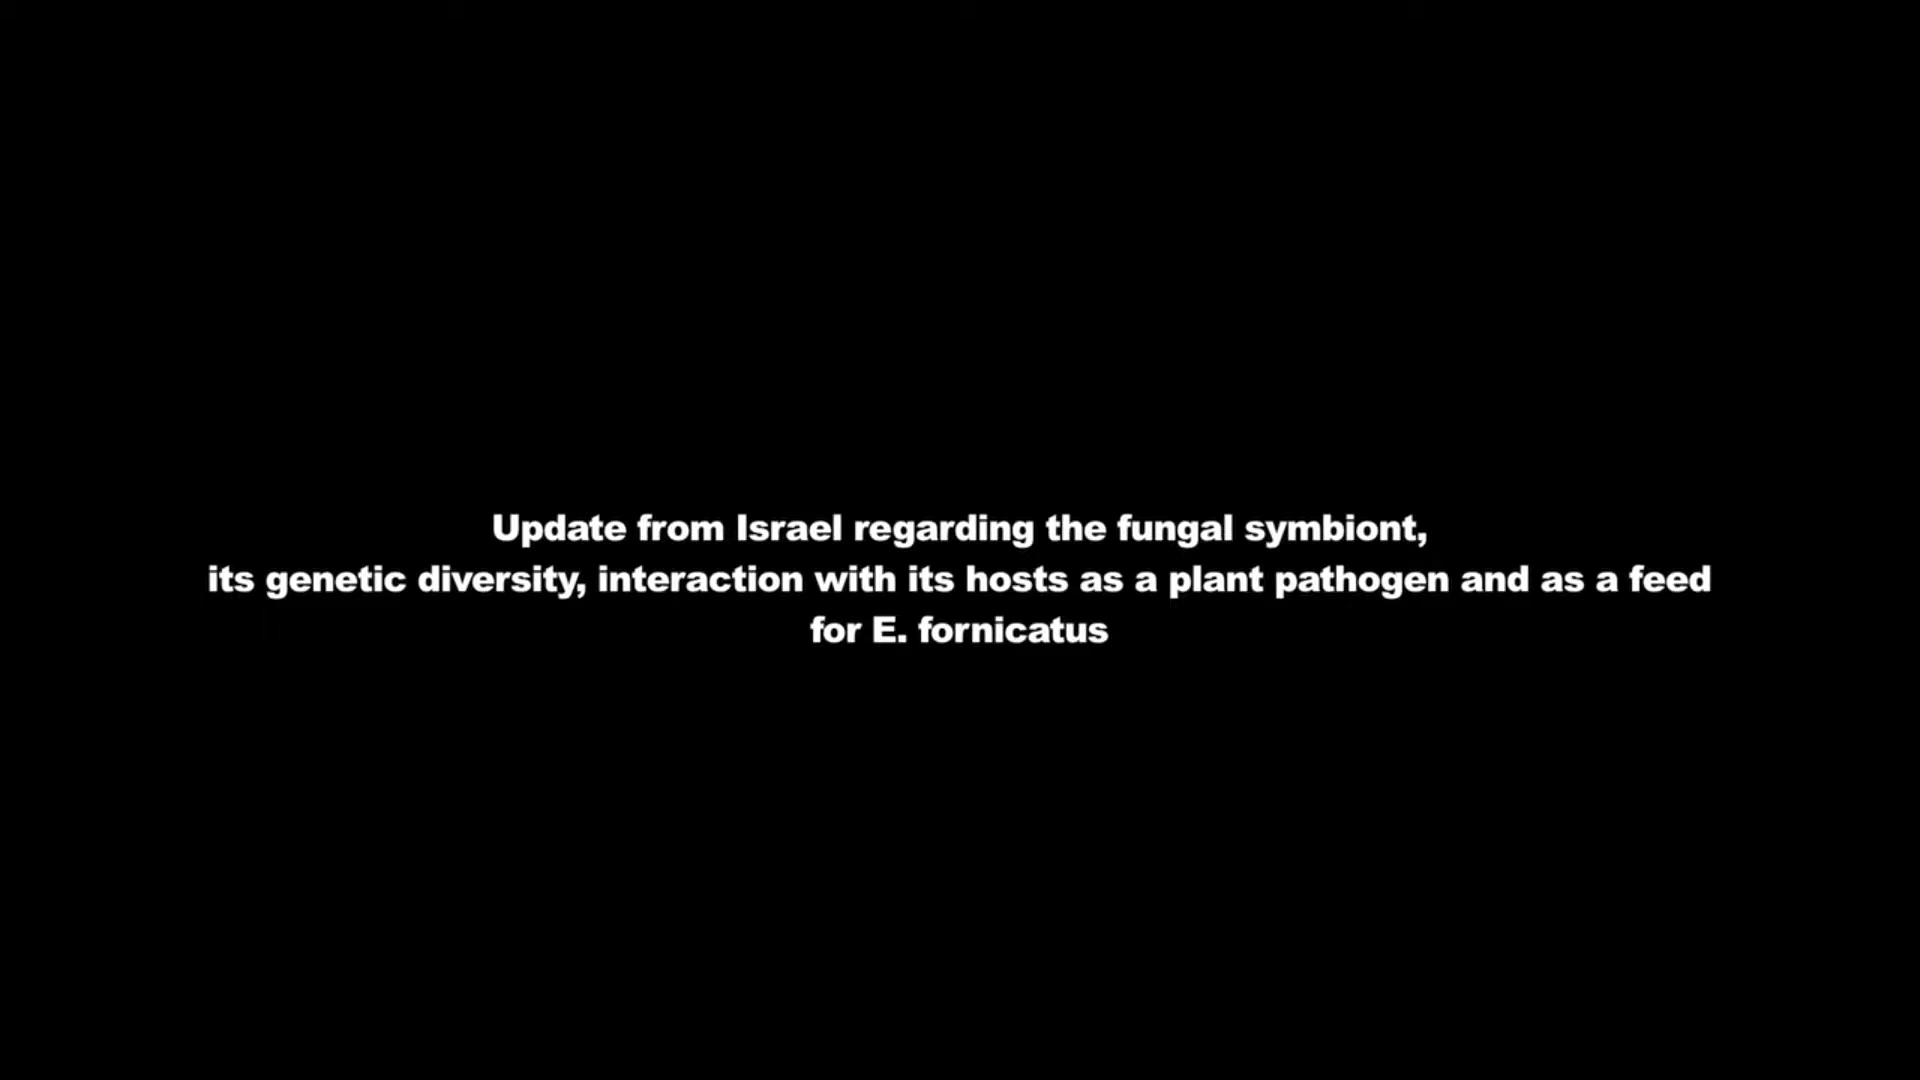 Update from Israel regarding the fungal symbiont,
its genetic diversity, interaction with its hosts as a plant pathogen and as a feed
for E. fornicatus